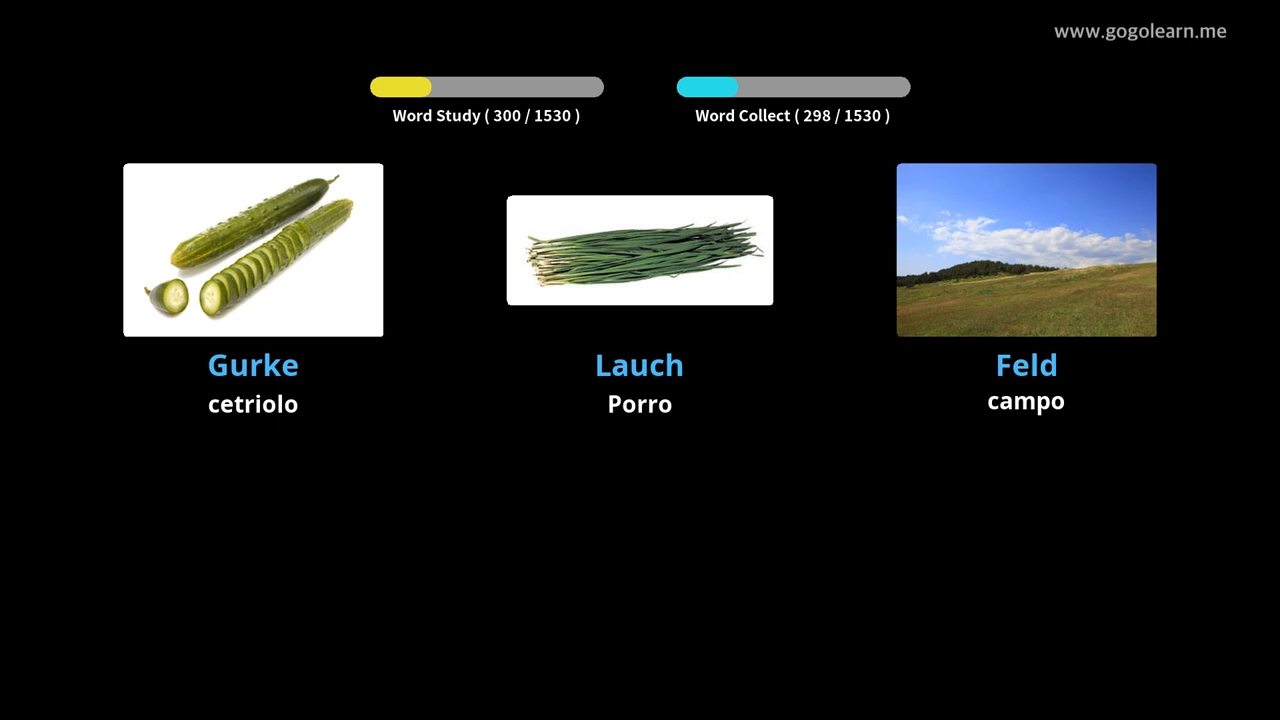 www.gogolearn.me
Word Study ( 300 / 1530 )
Word Collect ( 298 / 1530 )
Gurke
cetriolo
Lauch
Porro
Feld
campo